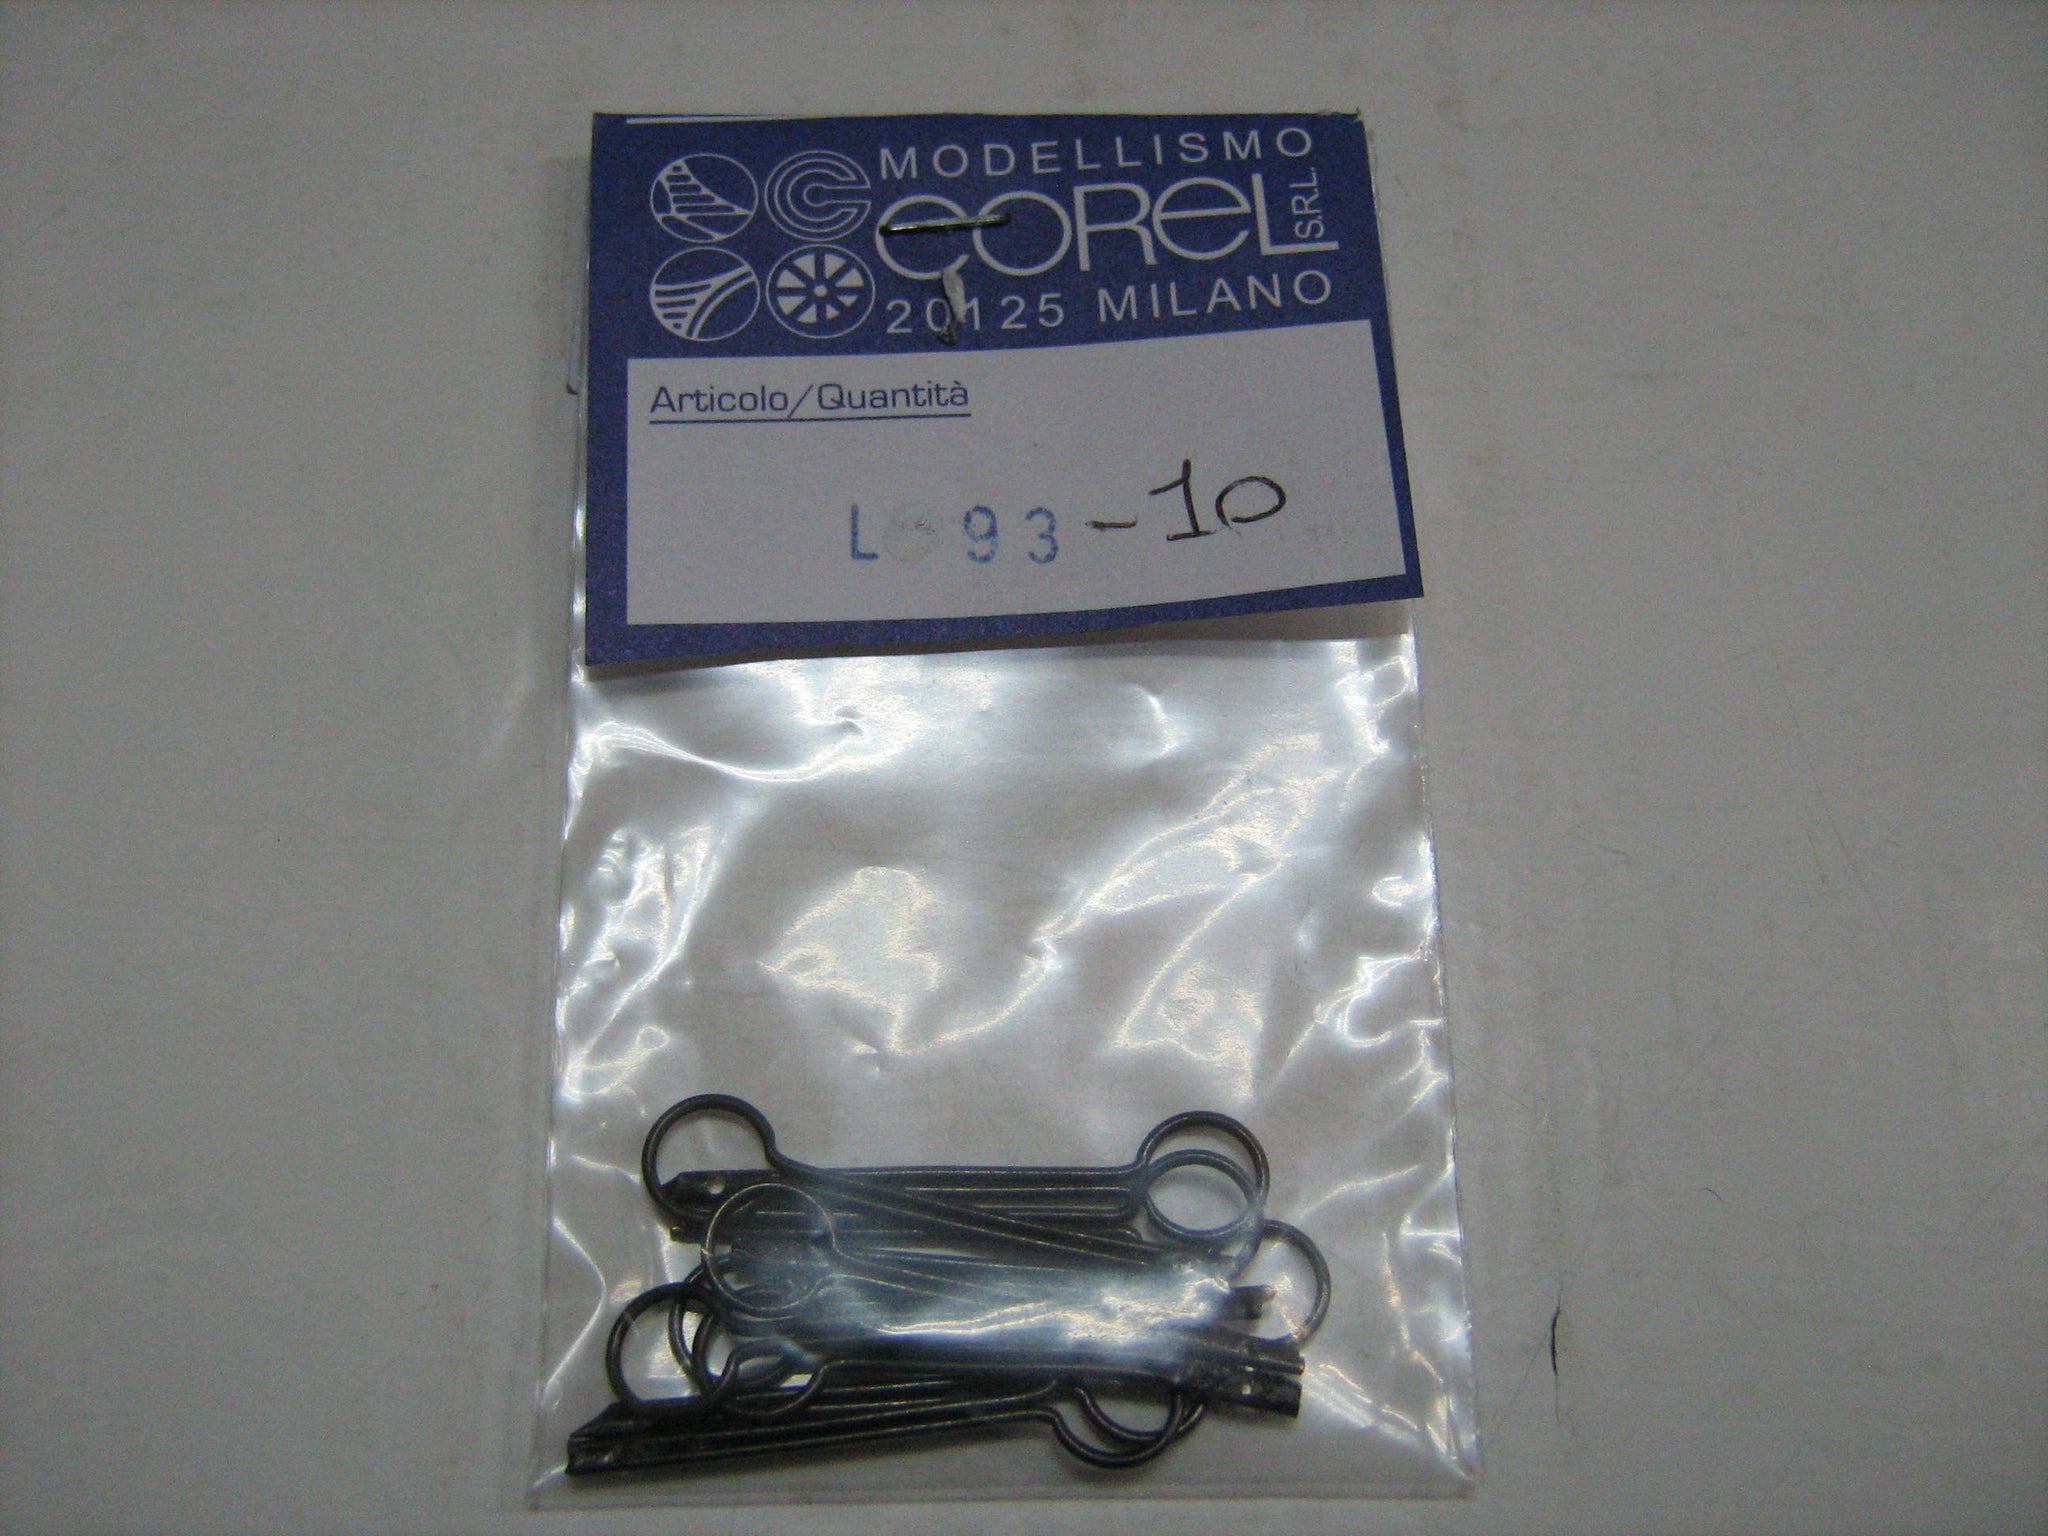 MODELLISMO
COREL S.R.L.
20125 MILANO
Articolo/Quantità
L 93-10